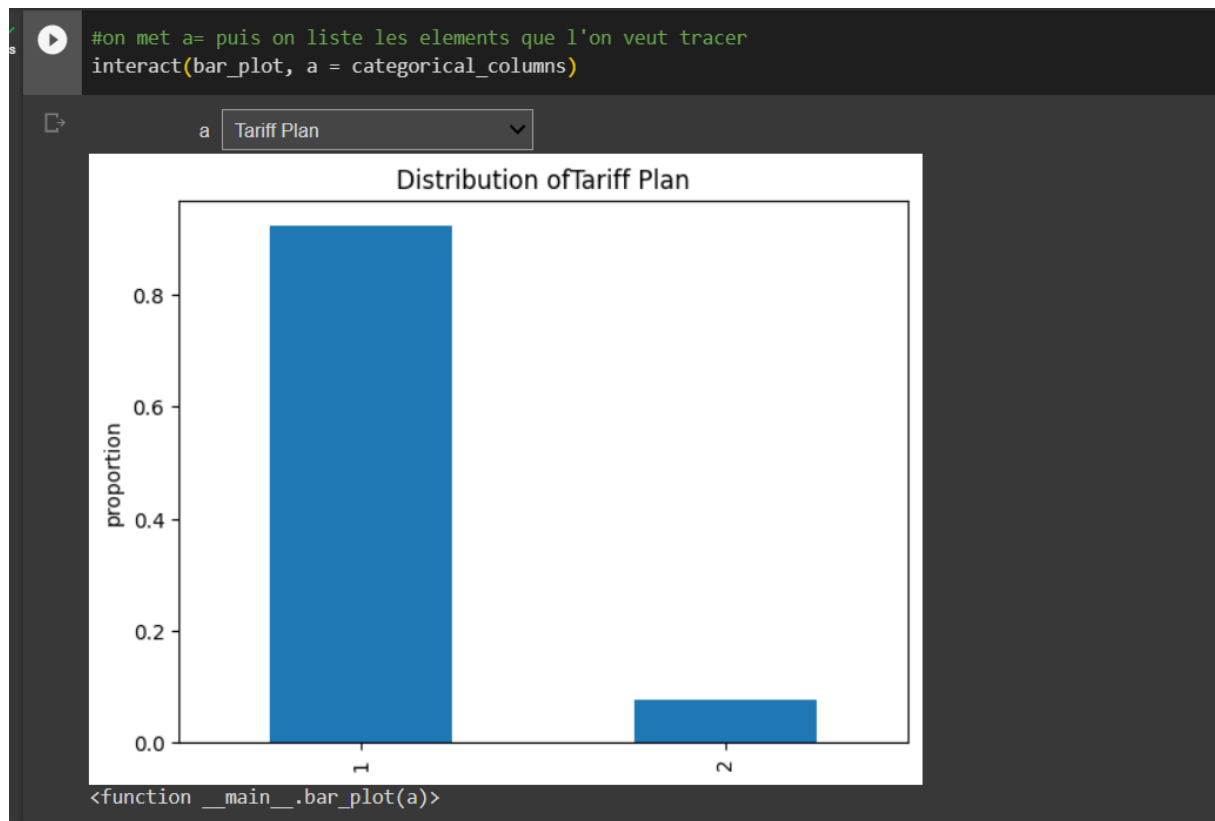 s
#on met a= puis on liste les elements que l'on veut tracer
interact(bar_plot, a = categorical_columns)
a Tariff Plan
Distribution ofTariff Plan
proportion
0.8
0.6
0.4
0.2
0.0
1 2
<function __main__.bar_plot(a)>